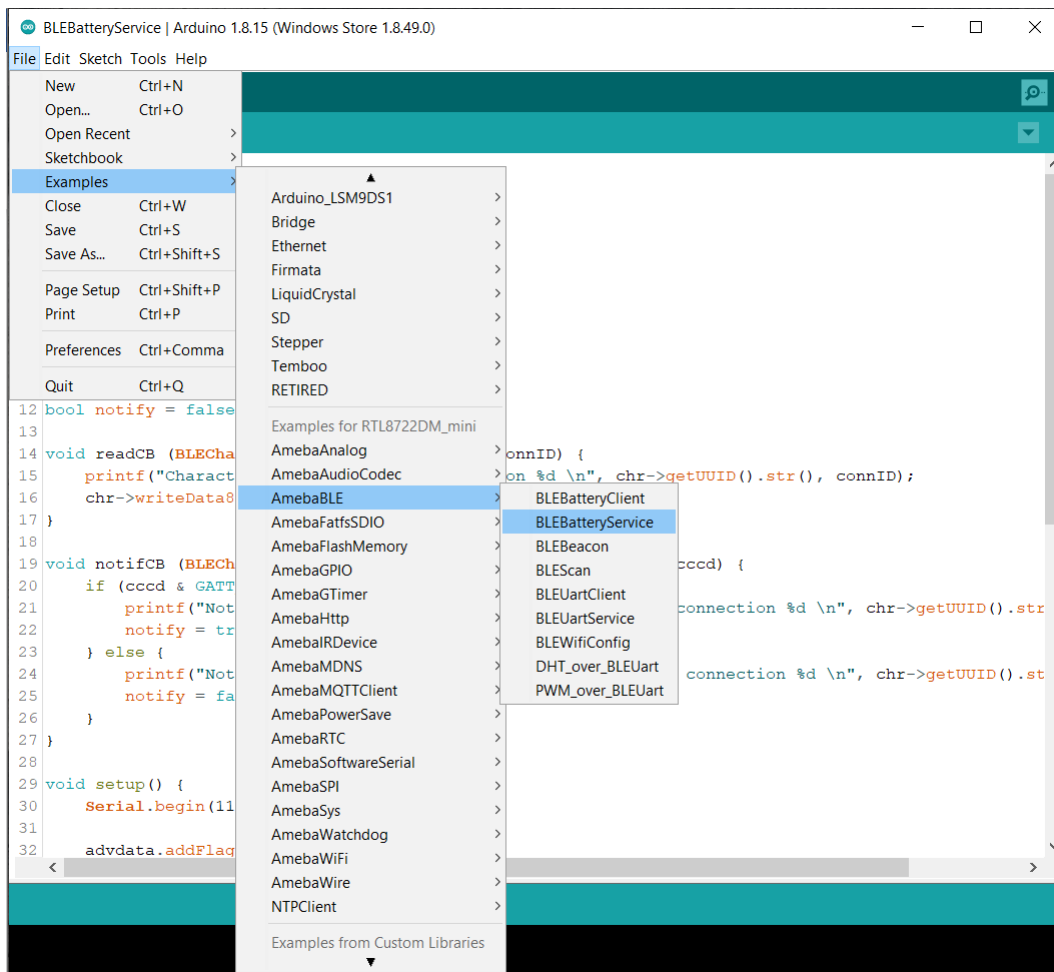 BLEBatteryService | Arduino 1.8.15 (Windows Store 1.8.49.0)
File Edit Sketch Tools Help
New Ctrl+N
Open... Ctrl+O
Open Recent
Sketchbook
Examples
Close Ctrl+W
Save Ctrl+S
Save As... Ctrl+Shift+S
Page Setup Ctrl+Shift+P
Print Ctrl+P
Preferences Ctrl+Comma
Quit Ctrl+Q
Arduino_LSM9DS1
Bridge
Ethernet
Firmata
LiquidCrystal
SD
Stepper
Temboo
RETIRED
Examples for RTL8722DM_mini
AmebaAnalog
AmebaAudioCodec
AmebaBLE
AmebaFatfsSDIO
AmebaFlashMemory
AmebaGPIO
AmebaGTimer
AmebaHttp
AmebaIRDevice
AmebaMDNS
AmebaMQTTClient
AmebaPowerSave
AmebaRTC
AmebaSoftwareSerial
AmebaSPI
AmebaSys
AmebaWatchdog
AmebaWiFi
AmebaWire
NTPClient
Examples from Custom Libraries
BLEBatteryClient
BLEBatteryService
BLEBeacon
BLEScan
BLEUartClient
BLEUartService
BLEWifiConfig
DHT_over_BLEUart
PWM_over_BLEUart
12 bool notify = false
13
14 void readCB (BLECha onnID) {
15 printf("Charact on %d \n", chr->getUUID().str(), connID);
16 chr->writeData8
17 }
18
19 void notifCB (BLECh cccd) {
20 if (cccd & GATT
21 printf("Not connection %d \n", chr->getUUID().str
22 notify = tr
23 } else {
24 printf("Not connection %d \n", chr->getUUID().st
25 notify = fa
26 }
27 }
28
29 void setup() {
30 Serial.begin(11
31
32 advdata.addFlag